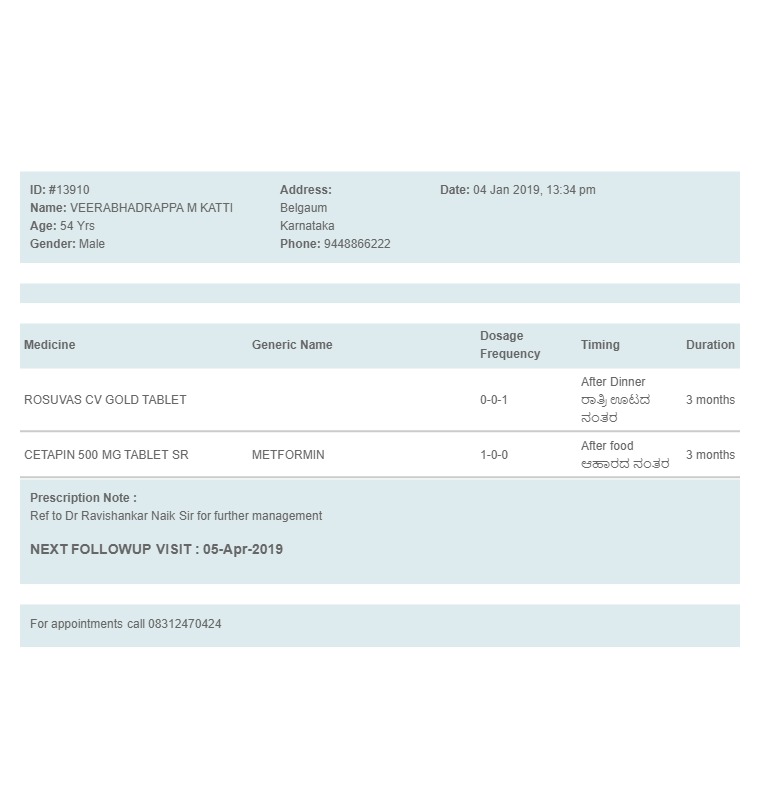 ID: #13910
Name: VEERABHADRAPPA M KATTI
Age: 54 Yrs
Gender: Male
Address:
Belgaum
Karnataka
Phone: 9448866222
Date: 04 Jan 2019, 13:34 pm
Medicine Generic Name Dosage Frequency Timing Duration
ROSUVAS CV GOLD TABLET 0-0-1 After Dinner ರಾತ್ರಿ ಊಟದ ನಂತರ 3 months
CETAPIN 500 MG TABLET SR METFORMIN 1-0-0 After food ಆಹಾರದ ನಂತರ 3 months
Prescription Note :
Ref to Dr Ravishankar Naik Sir for further management
NEXT FOLLOWUP VISIT : 05-Apr-2019
For appointments call 08312470424